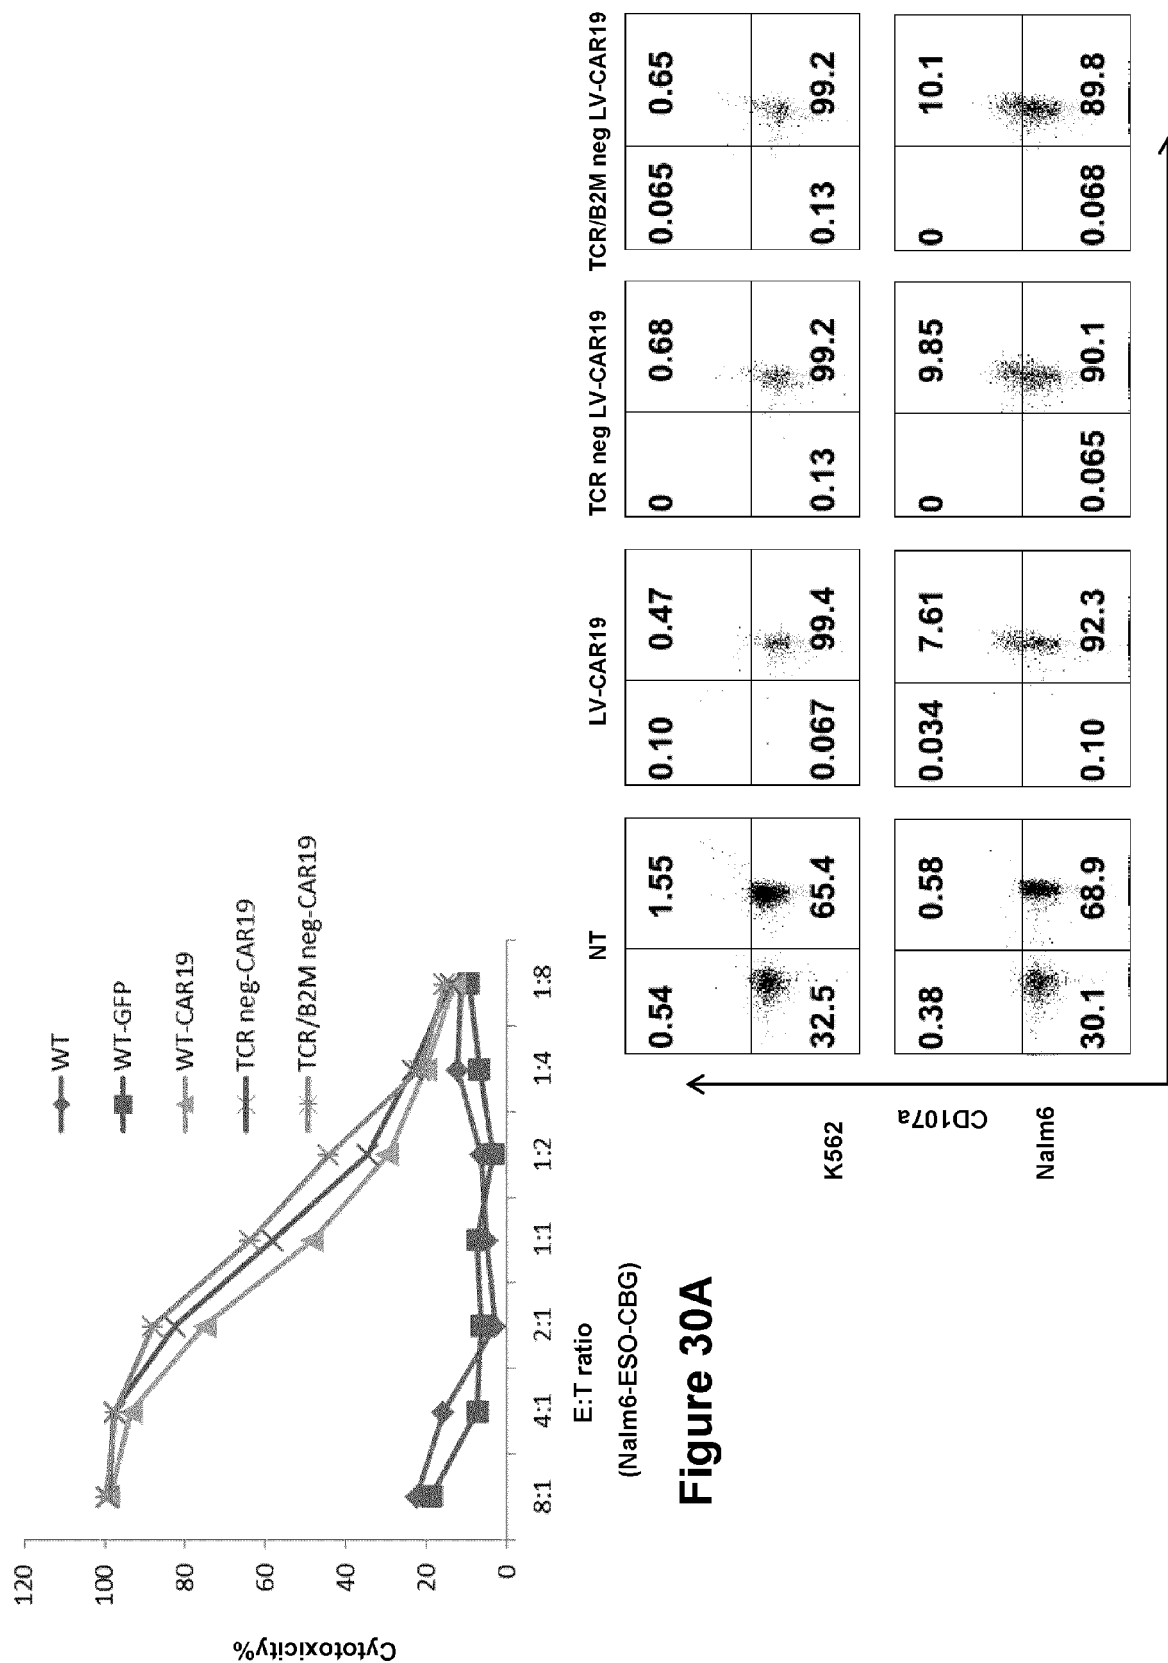 Cytotoxicity%
120
100
80
60
40
20
0
8:1
4:1
2:1
1:1
1:2
1:4
1:8
E:T ratio
(Nalm6-ESO-CBG)
WT
WT-GFP
WT-CAR19
TCR neg-CAR19
TCR/B2M neg-CAR19
Figure 30A
NT
LV-CAR19
TCR neg LV-CAR19
TCR/B2M neg LV-CAR19
K562
0.54 1.55
32.5 65.4
0.10 0.47
0.067 99.4
0 0.68
0.13 99.2
0.065 0.65
0.13 99.2
CD107a
Nalm6
0.38 0.58
30.1 68.9
0.034 7.61
0.10 92.3
0 9.85
0.065 90.1
0 10.1
0.068 89.8